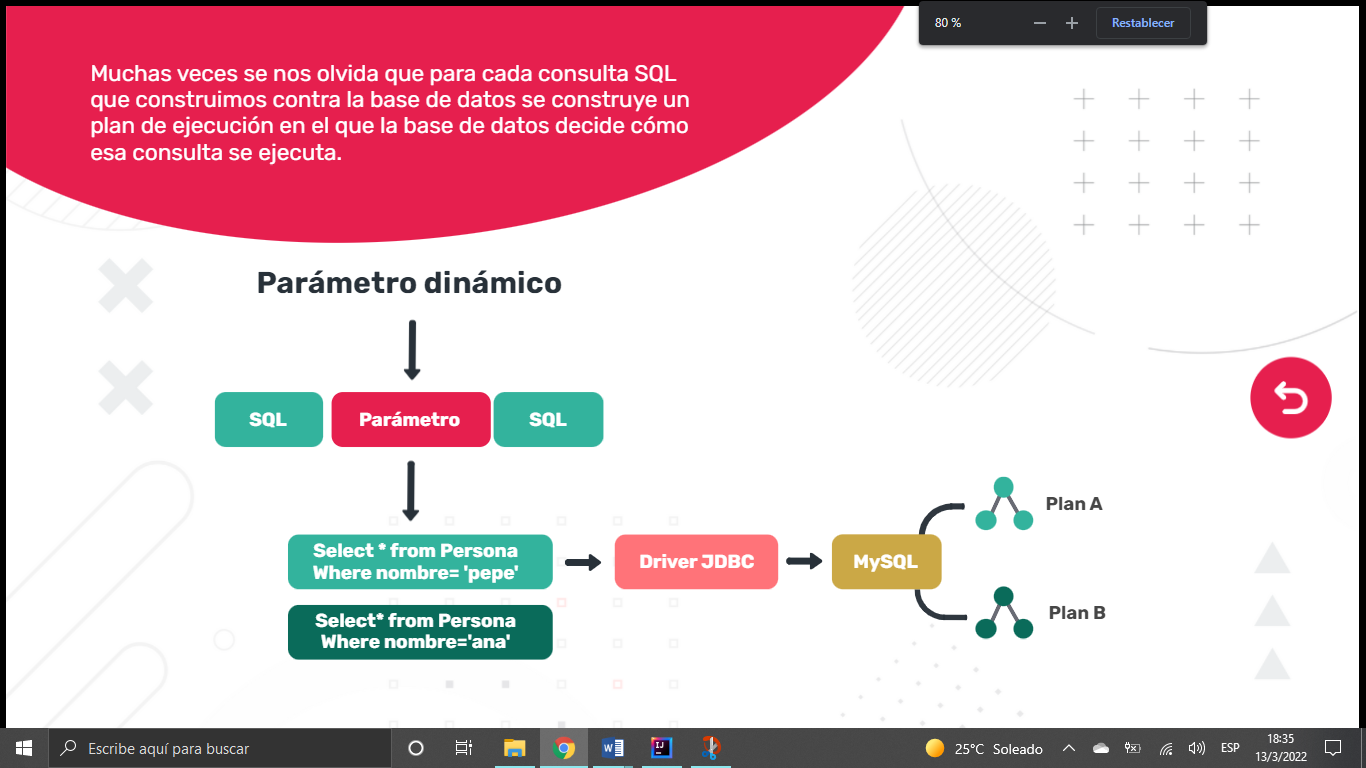 80 %
Restablecer
Muchas veces se nos olvida que para cada consulta SQL
que construimos contra la base de datos se construye un
plan de ejecución en el que la base de datos decide cómo
esa consulta se ejecuta.
Parámetro dinámico
SQL
Parámetro
SQL
Select * from Persona
Where nombre= 'pepe'
Driver JDBC
MySQL
Plan A
Plan B
Select* from Persona
Where nombre='ana'
Escribe aquí para buscar
25°C Soleado
ESP
18:35
13/3/2022